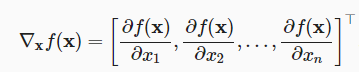 ∇ₓf(𝐱) = [∂f(𝐱)/∂x₁, ∂f(𝐱)/∂x₂, …, ∂f(𝐱)/∂xₙ]⊤